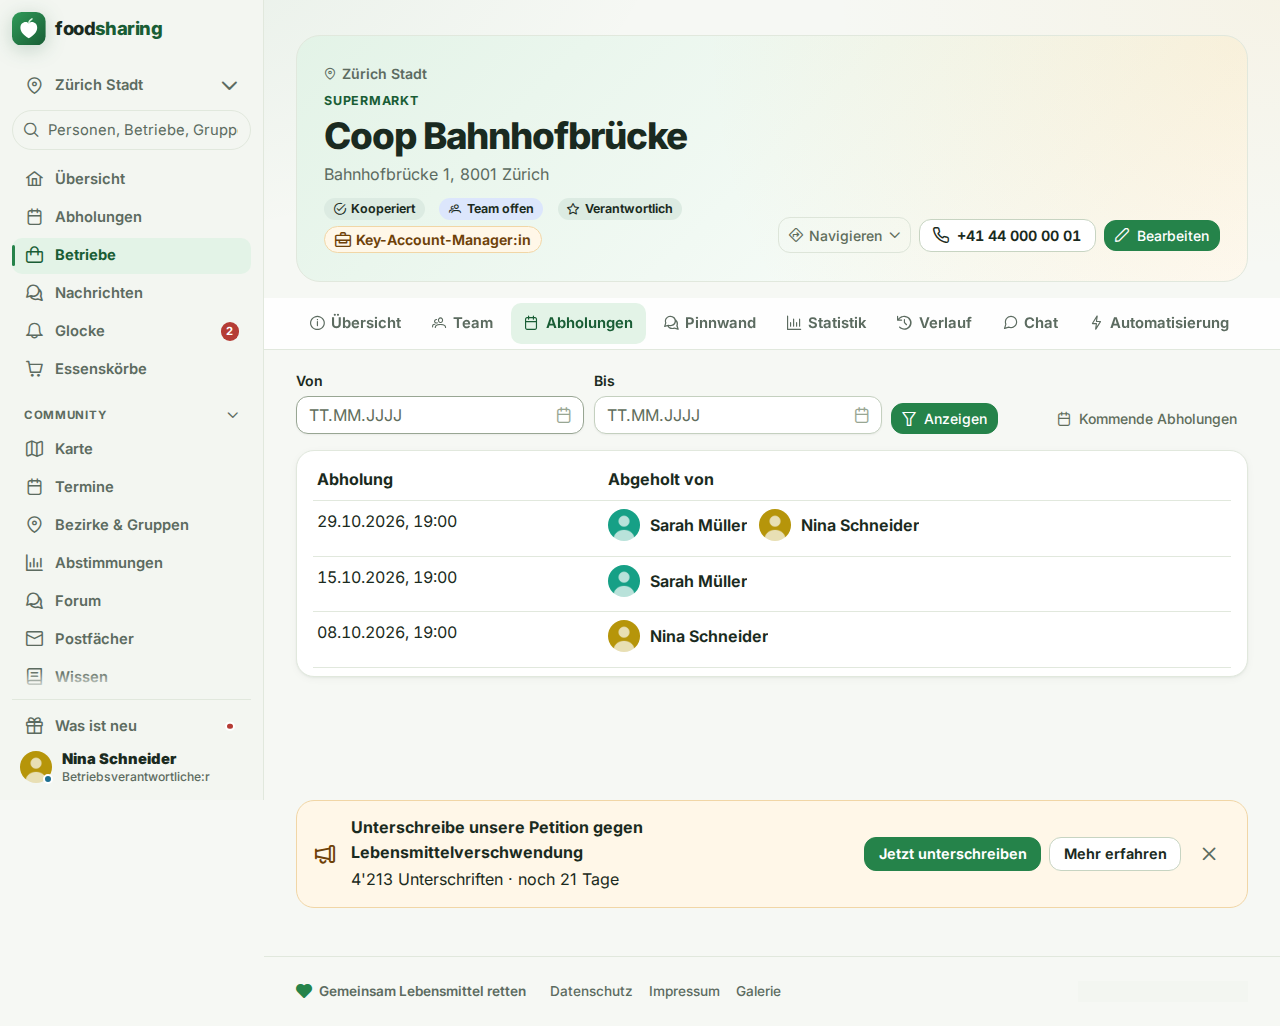 foodsharing
Zürich Stadt
Personen, Betriebe, Grupp
Übersicht
Abholungen
Betriebe
Nachrichten
Glocke 2
Essenskörbe
COMMUNITY
Karte
Termine
Bezirke & Gruppen
Abstimmungen
Forum
Postfächer
Wissen
Was ist neu
Nina Schneider
Betriebsverantwortliche:r
Zürich Stadt
SUPERMARKT
Coop Bahnhofbrücke
Bahnhofbrücke 1, 8001 Zürich
Kooperiert Team offen Verantwortlich
Key-Account-Manager:in
Navigieren +41 44 000 00 01 Bearbeiten
Übersicht Team Abholungen Pinnwand Statistik Verlauf Chat Automatisierung
Von Bis
TT.MM.JJJJ TT.MM.JJJJ Anzeigen Kommende Abholungen
Abholung Abgeholt von
29.10.2026, 19:00 Sarah Müller Nina Schneider
15.10.2026, 19:00 Sarah Müller
08.10.2026, 19:00 Nina Schneider
Unterschreibe unsere Petition gegen
Lebensmittelverschwendung
4'213 Unterschriften · noch 21 Tage
Jetzt unterschreiben Mehr erfahren
Gemeinsam Lebensmittel retten Datenschutz Impressum Galerie